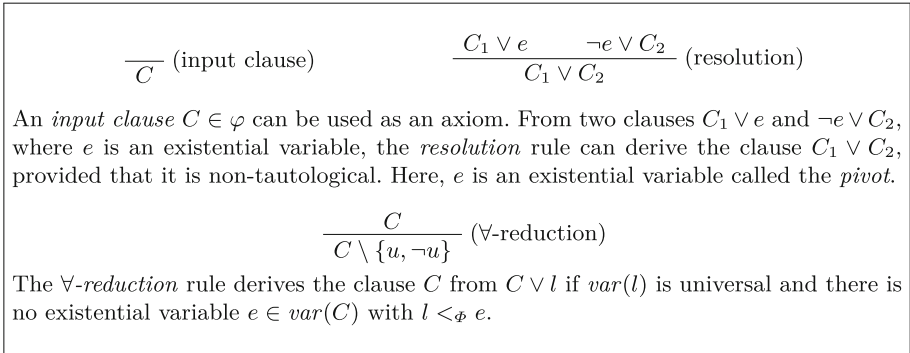 C (input clause)
C₁ ∨ e ¬e ∨ C₂
C₁ ∨ C₂ (resolution)
An input clause C ∈ φ can be used as an axiom. From two clauses C₁ ∨ e and ¬e ∨ C₂,
where e is an existential variable, the resolution rule can derive the clause C₁ ∨ C₂,
provided that it is non-tautological. Here, e is an existential variable called the pivot.
C
C \ {u, ¬u} (∀-reduction)
The ∀-reduction rule derives the clause C from C ∨ l if var(l) is universal and there is
no existential variable e ∈ var(C) with l <_Φ e.